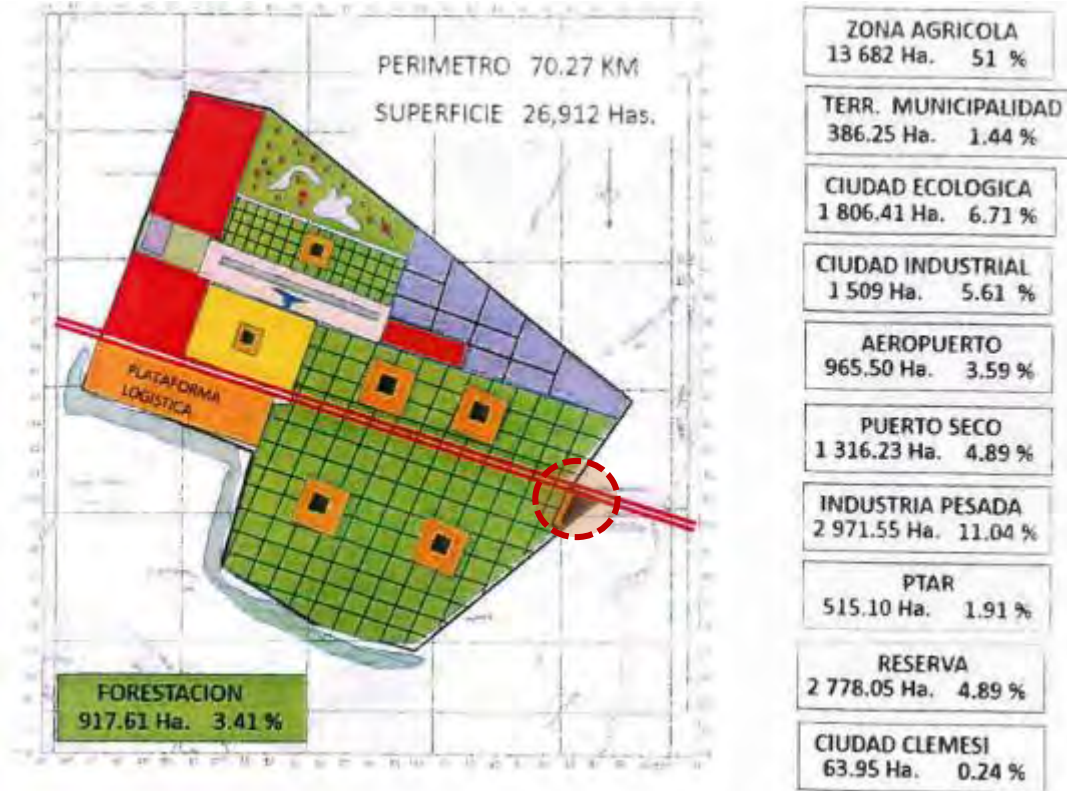 PERIMETRO 70.27 KM
SUPERFICIE 26,912 Has.
PLATAFORMA
LOGISTICA
FORESTACION
917.61 Ha. 3.41 %
ZONA AGRICOLA
13 682 Ha. 51 %
TERR. MUNICIPALIDAD
386.25 Ha. 1.44 %
CIUDAD ECOLOGICA
1 806.41 Ha. 6.71 %
CIUDAD INDUSTRIAL
1 509 Ha. 5.61 %
AEROPUERTO
965.50 Ha. 3.59 %
PUERTO SECO
1 316.23 Ha. 4.89 %
INDUSTRIA PESADA
2 971.55 Ha. 11.04 %
PTAR
515.10 Ha. 1.91 %
RESERVA
2 778.05 Ha. 4.89 %
CIUDAD CLEMESI
63.95 Ha. 0.24 %